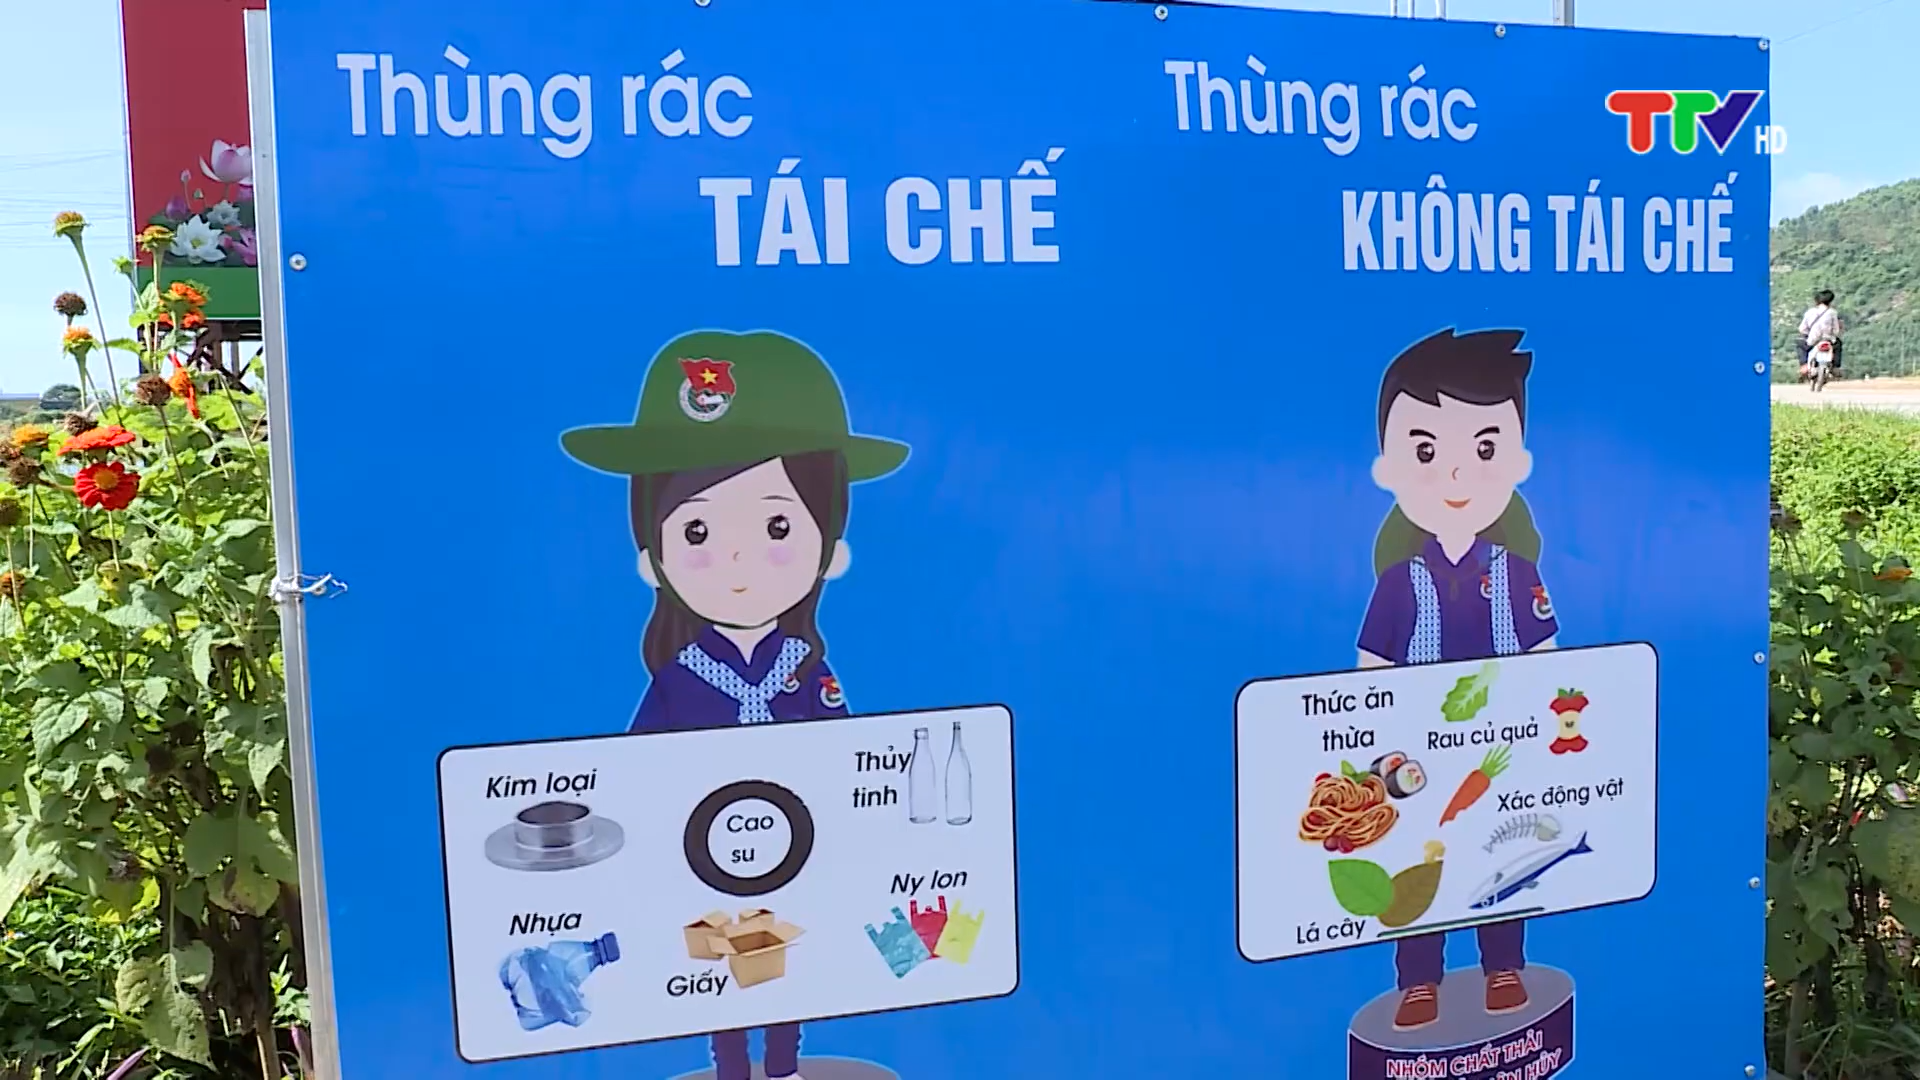 Thùng rác
TÁI CHẾ
Thùng rác
KHÔNG TÁI CHẾ
TTV HD
Kim loại
Cao
su
Thủy
tinh
Nhựa
Giấy
Ny lon
Thức ăn
thừa
Rau củ quả
Xác động vật
Lá cây
NHÓM CHẤT THẢI
HỦY